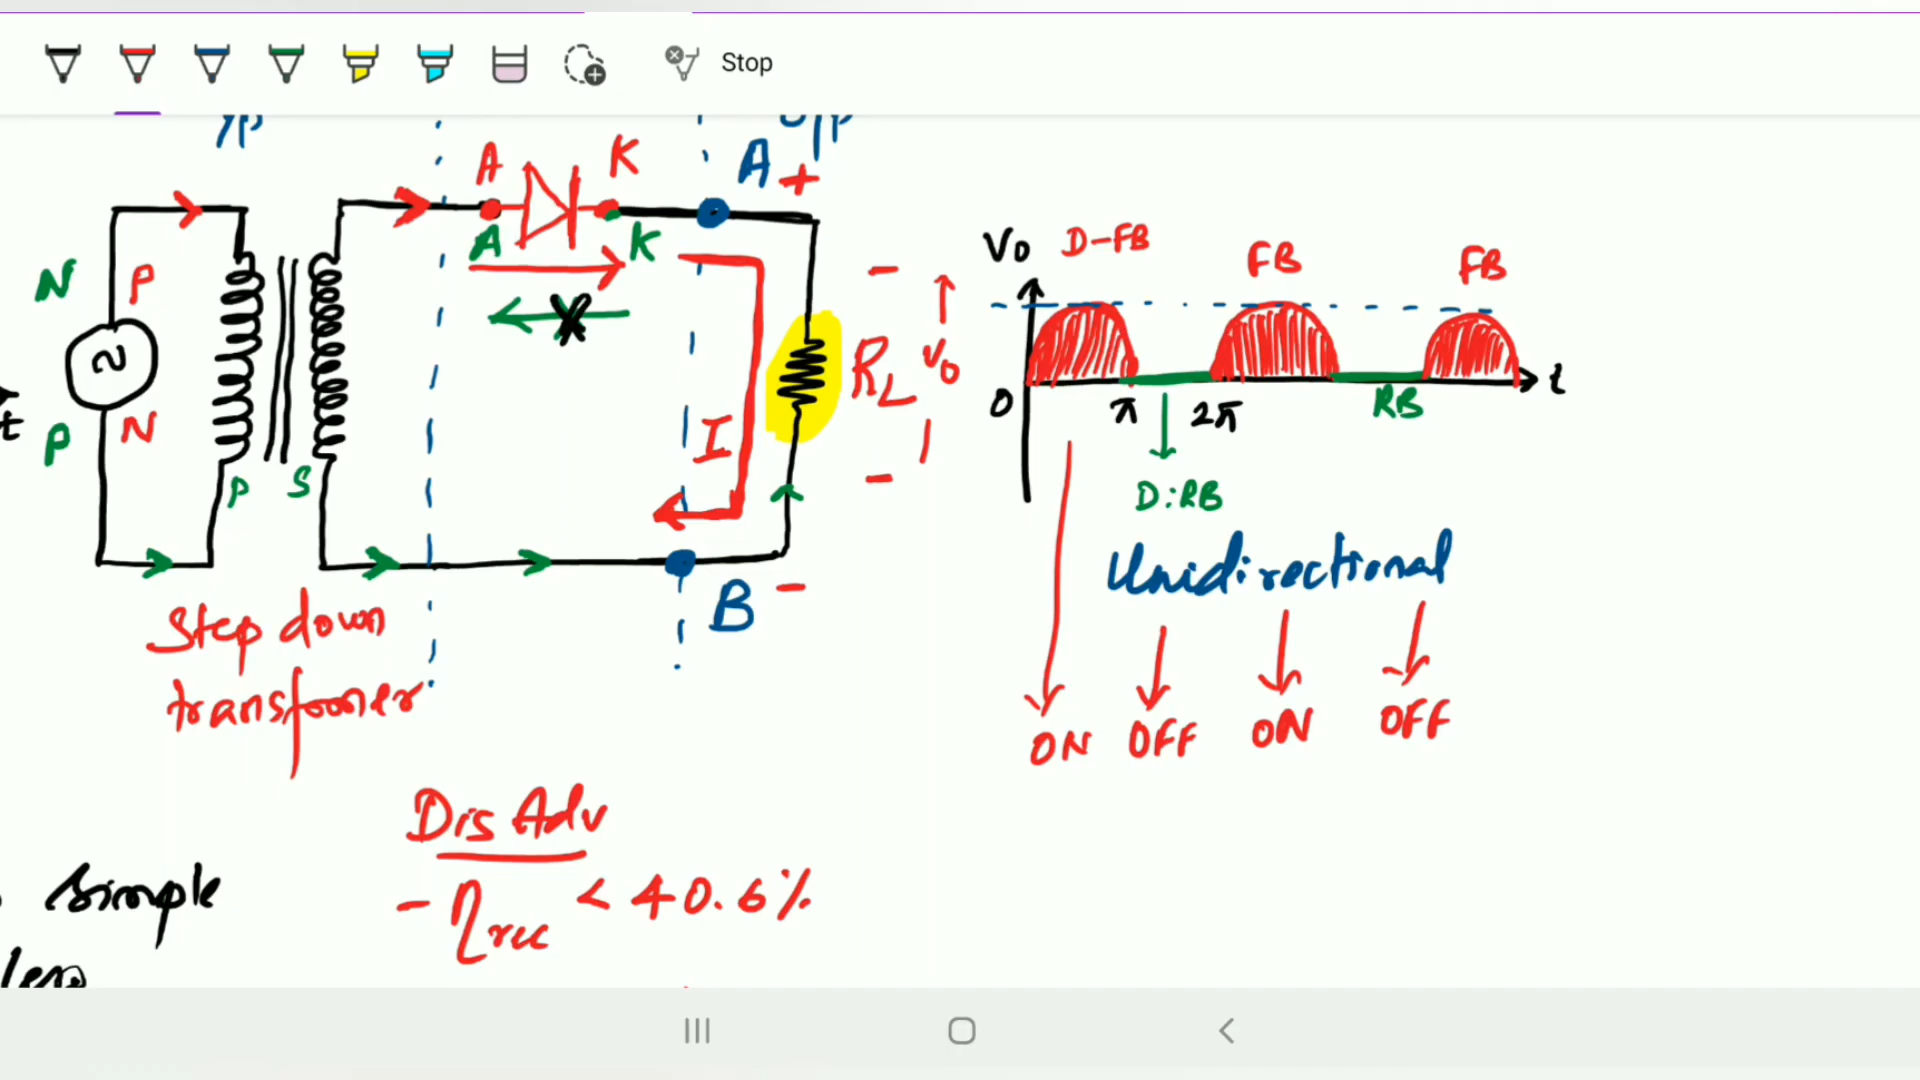 Stop
A K A +
A K
Vo D-FB FB FB
N P
-
RL Vo
0 π 2π RB t
t P N
I
P S
-
D:RB
B -
Unidirectional
Step down
transfomer
ON OFF ON OFF
Dis Adv
simple
- ηrec < 40.6%